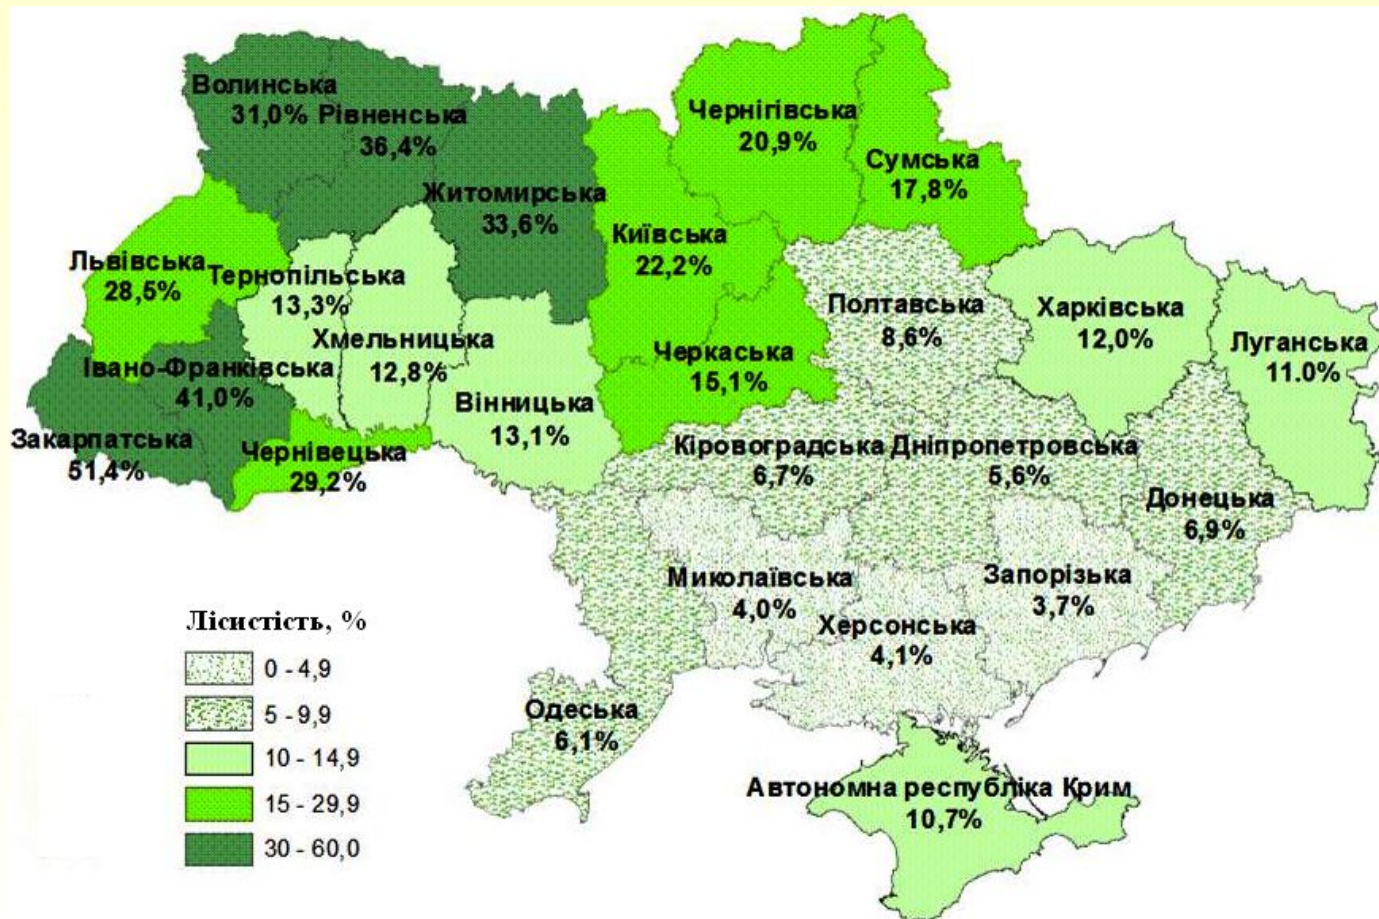 Волинська
31,0%
Рівненська
36,4%
Житомирська
33,6%
Чернігівська
20,9%
Сумська
17,8%
Київська
22,2%
Львівська
28,5%
Тернопільська
13,3%
Хмельницька
12,8%
Івано-Франківська
41,0%
Закарпатська
51,4%
Чернівецька
29,2%
Вінницька
13,1%
Черкаська
15,1%
Полтавська
8,6%
Харківська
12,0%
Луганська
11.0%
Кіровоградська
6,7%
Дніпропетровська
5,6%
Донецька
6,9%
Миколаївська
4,0%
Запорізька
3,7%
Херсонська
4,1%
Одеська
6,1%
Автономна республіка Крим
10,7%
Лісистість, %
0 - 4,9
5 - 9,9
10 - 14,9
15 - 29,9
30 - 60,0